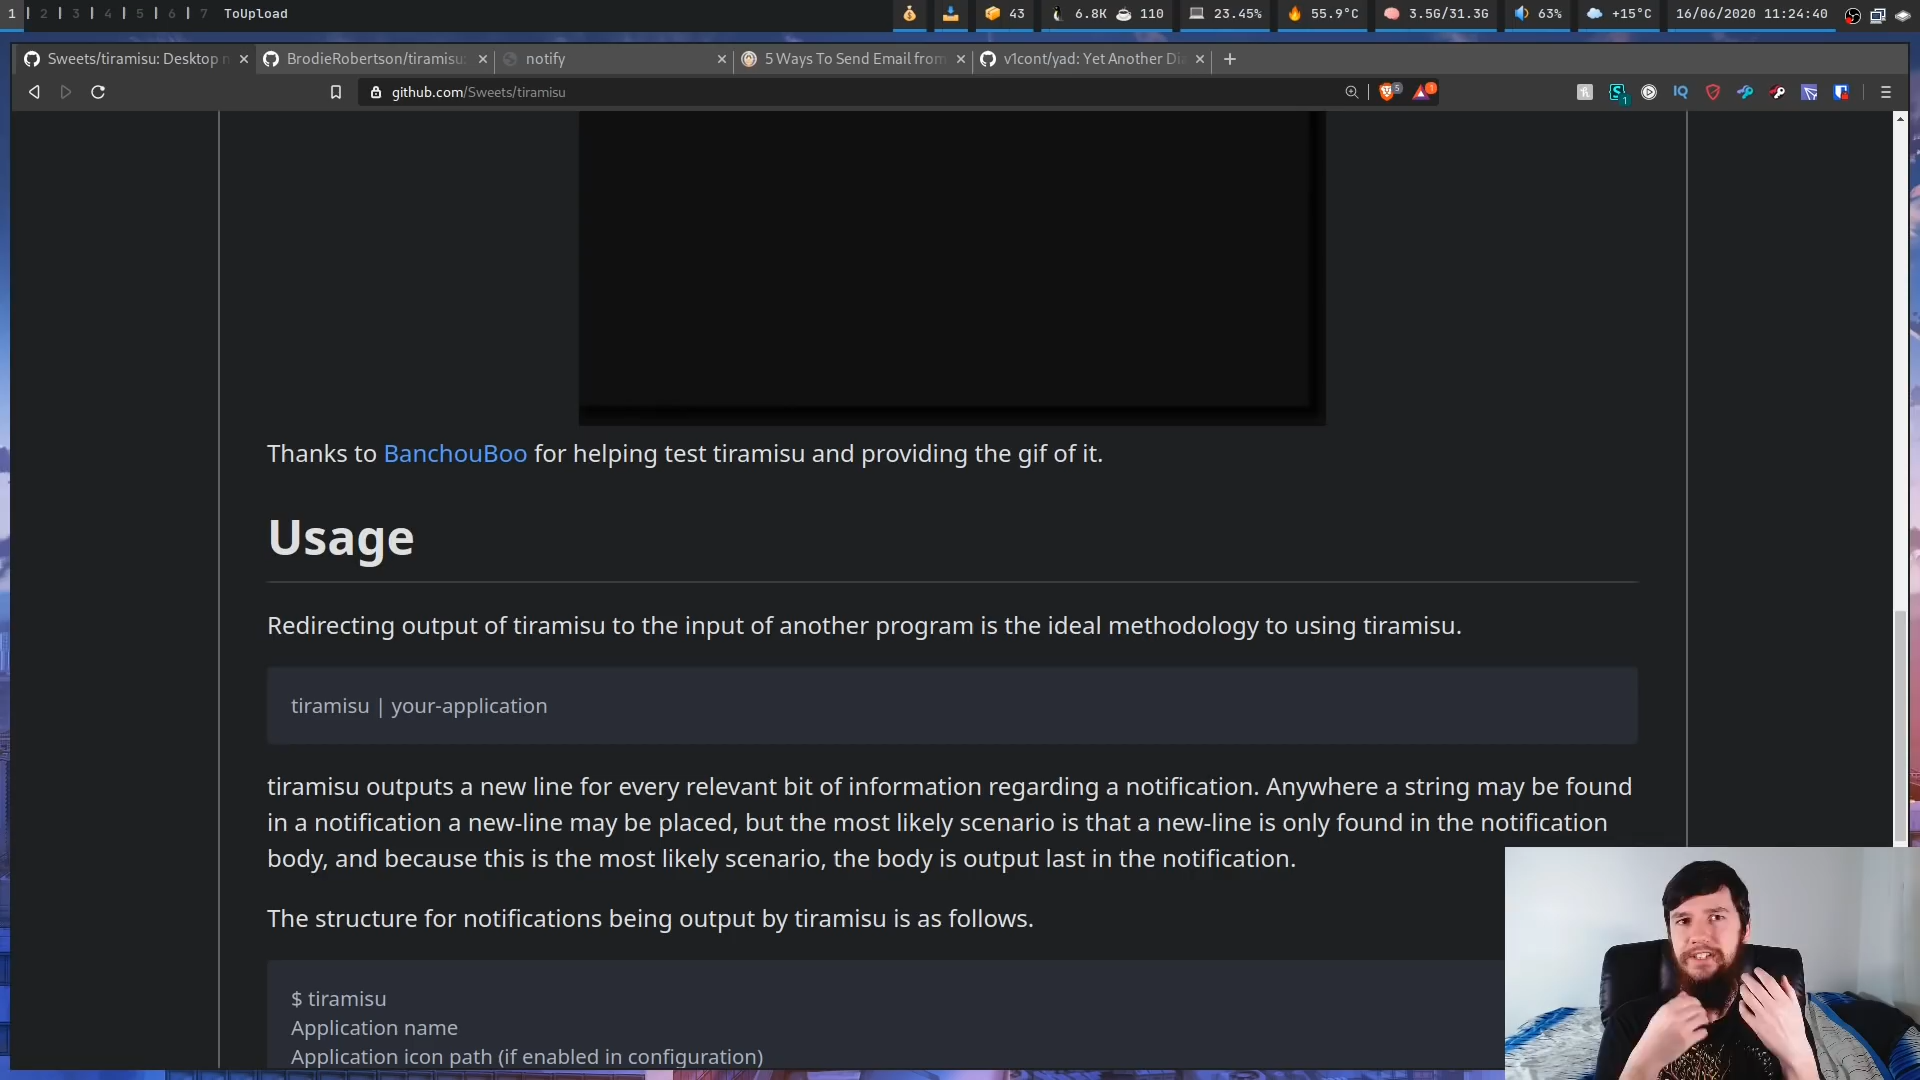 1 | 2 | 3 | 4 | 5 | 6 | 7 ToUpload
43 6.8K 110 23.45% 55.9°C 3.5G/31.3G 63% +15°C 16/06/2020 11:24:40
Sweets/tiramisu: Desktop n BrodieRobertson/tiramisu: notify 5 Ways To Send Email from v1cont/yad: Yet Another Di
github.com/Sweets/tiramisu
Thanks to BanchouBoo for helping test tiramisu and providing the gif of it.
Usage
Redirecting output of tiramisu to the input of another program is the ideal methodology to using tiramisu.
tiramisu | your-application
tiramisu outputs a new line for every relevant bit of information regarding a notification. Anywhere a string may be found
in a notification a new-line may be placed, but the most likely scenario is that a new-line is only found in the notification
body, and because this is the most likely scenario, the body is output last in the notification.
The structure for notifications being output by tiramisu is as follows.
$ tiramisu
Application name
Application icon path (if enabled in configuration)